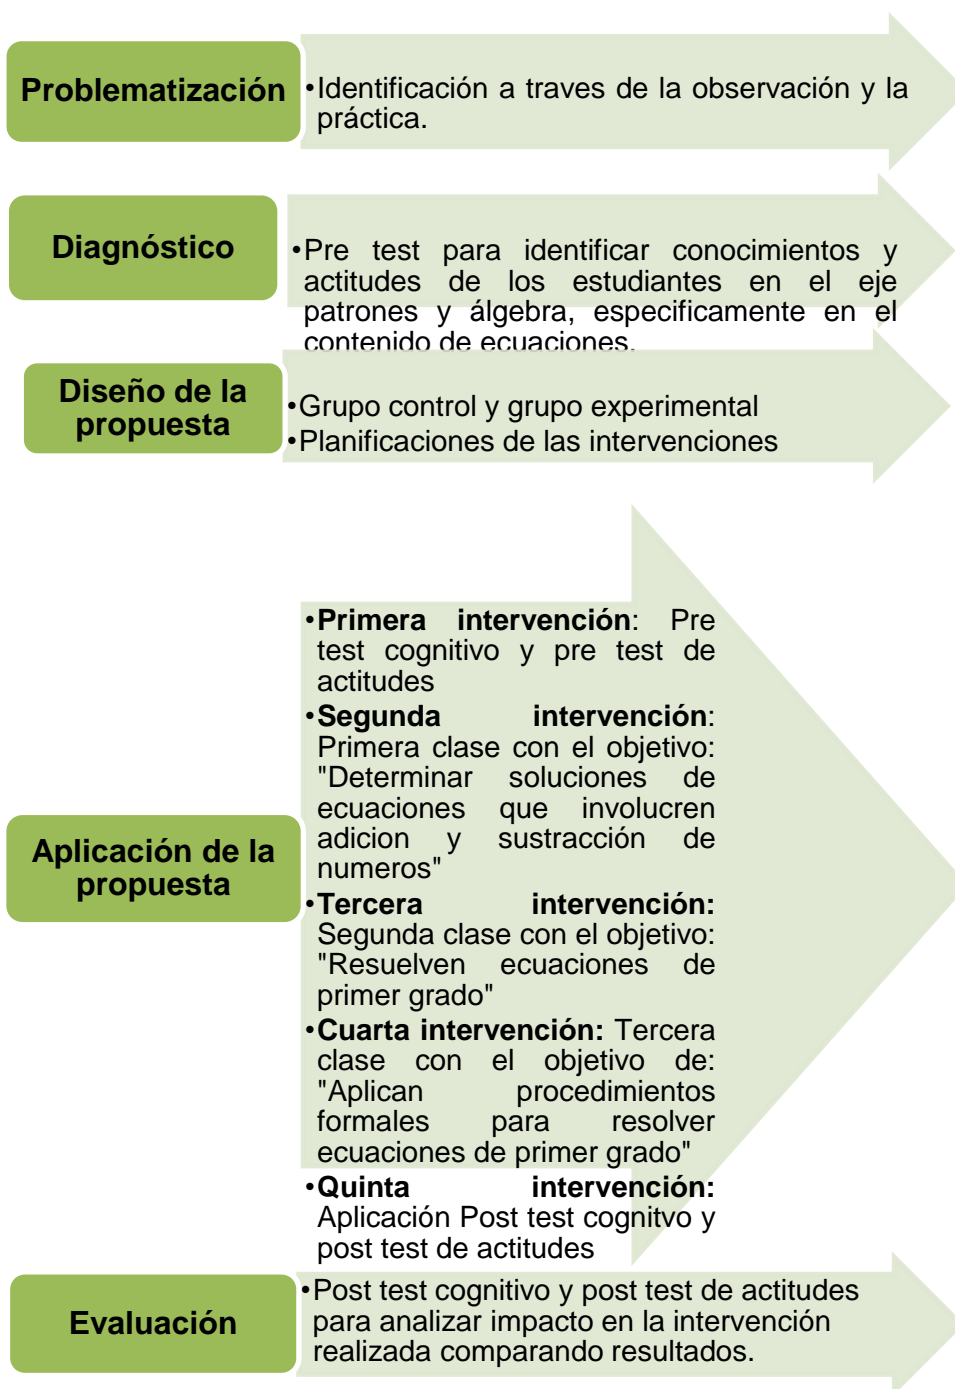 Problematización
•Identificación a traves de la observación y la
práctica.
Diagnóstico
•Pre test para identificar conocimientos y
actitudes de los estudiantes en el eje
patrones y álgebra, especificamente en el
contenido de ecuaciones.
Diseño de la
propuesta
•Grupo control y grupo experimental
•Planificaciones de las intervenciones
Aplicación de la
propuesta
•Primera intervención: Pre
test cognitivo y pre test de
actitudes
•Segunda intervención:
Primera clase con el objetivo:
"Determinar soluciones de
ecuaciones que involucren
adicion y sustracción de
numeros"
•Tercera intervención:
Segunda clase con el objetivo:
"Resuelven ecuaciones de
primer grado"
•Cuarta intervención: Tercera
clase con el objetivo de:
"Aplican procedimientos
formales para resolver
ecuaciones de primer grado"
•Quinta intervención:
Aplicación Post test cognitvo y
post test de actitudes
Evaluación
•Post test cognitivo y post test de actitudes
para analizar impacto en la intervención
realizada comparando resultados.